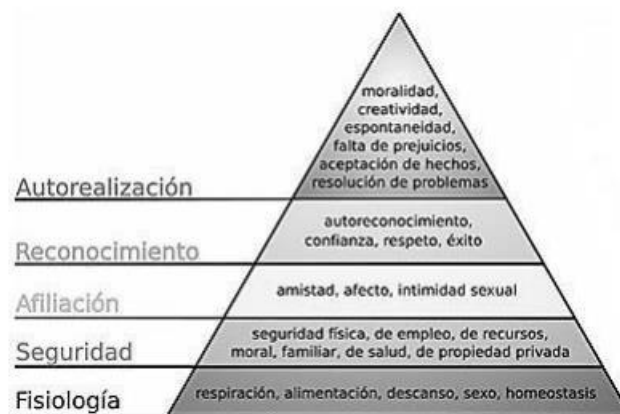 moralidad,
creatividad,
espontaneidad,
falta de prejuicios,
aceptación de hechos,
resolución de problemas
Autorealización
autoreconocimiento,
confianza, respeto, éxito
Reconocimiento
amistad, afecto, intimidad sexual
Afiliación
seguridad física, de empleo, de recursos,
moral, familiar, de salud, de propiedad privada
Seguridad
respiración, alimentación, descanso, sexo, homeostasis
Fisiología